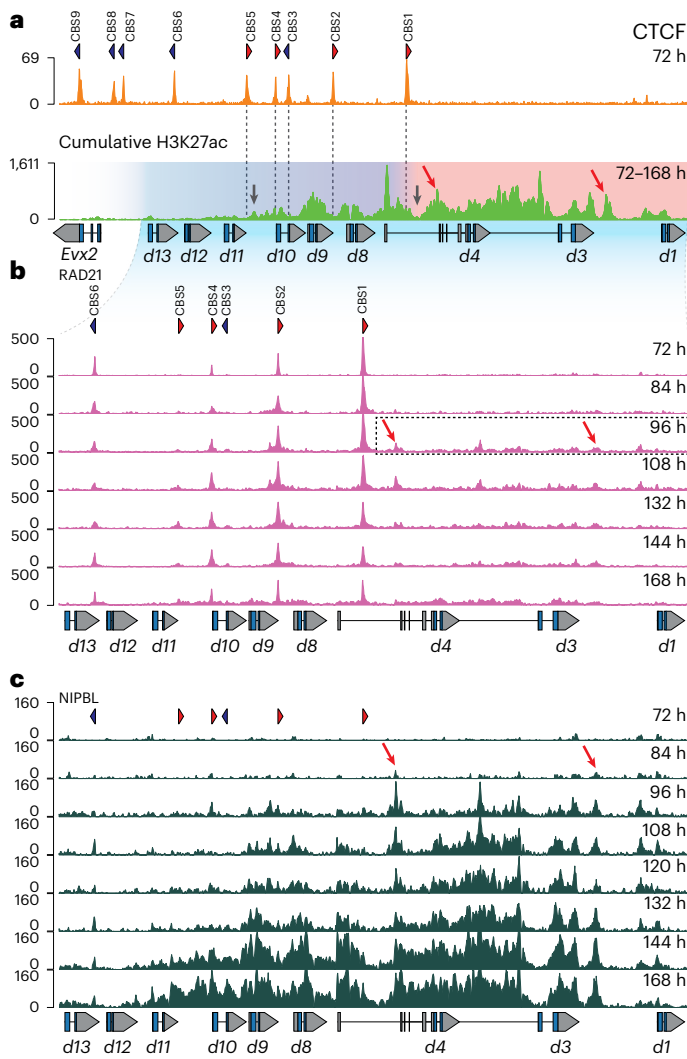 a
CBS9 CBS8 CBS7 CBS6 CBS5 CBS4 CBS3 CBS2 CBS1
CTCF
72 h
69
0
Cumulative H3K27ac
1,611
72–168 h
0
Evx2 d13 d12 d11 d10 d9 d8 d4 d3 d1
b
RAD21
CBS6 CBS5 CBS4 CBS3 CBS2 CBS1
500
72 h
0
500
84 h
0
500
96 h
0
500
108 h
0
500
132 h
0
500
144 h
0
500
168 h
0
d13 d12 d11 d10 d9 d8 d4 d3 d1
c
NIPBL
160
72 h
0
160
84 h
0
160
96 h
0
160
108 h
0
160
120 h
0
160
132 h
0
160
144 h
0
160
168 h
0
d13 d12 d11 d10 d9 d8 d4 d3 d1